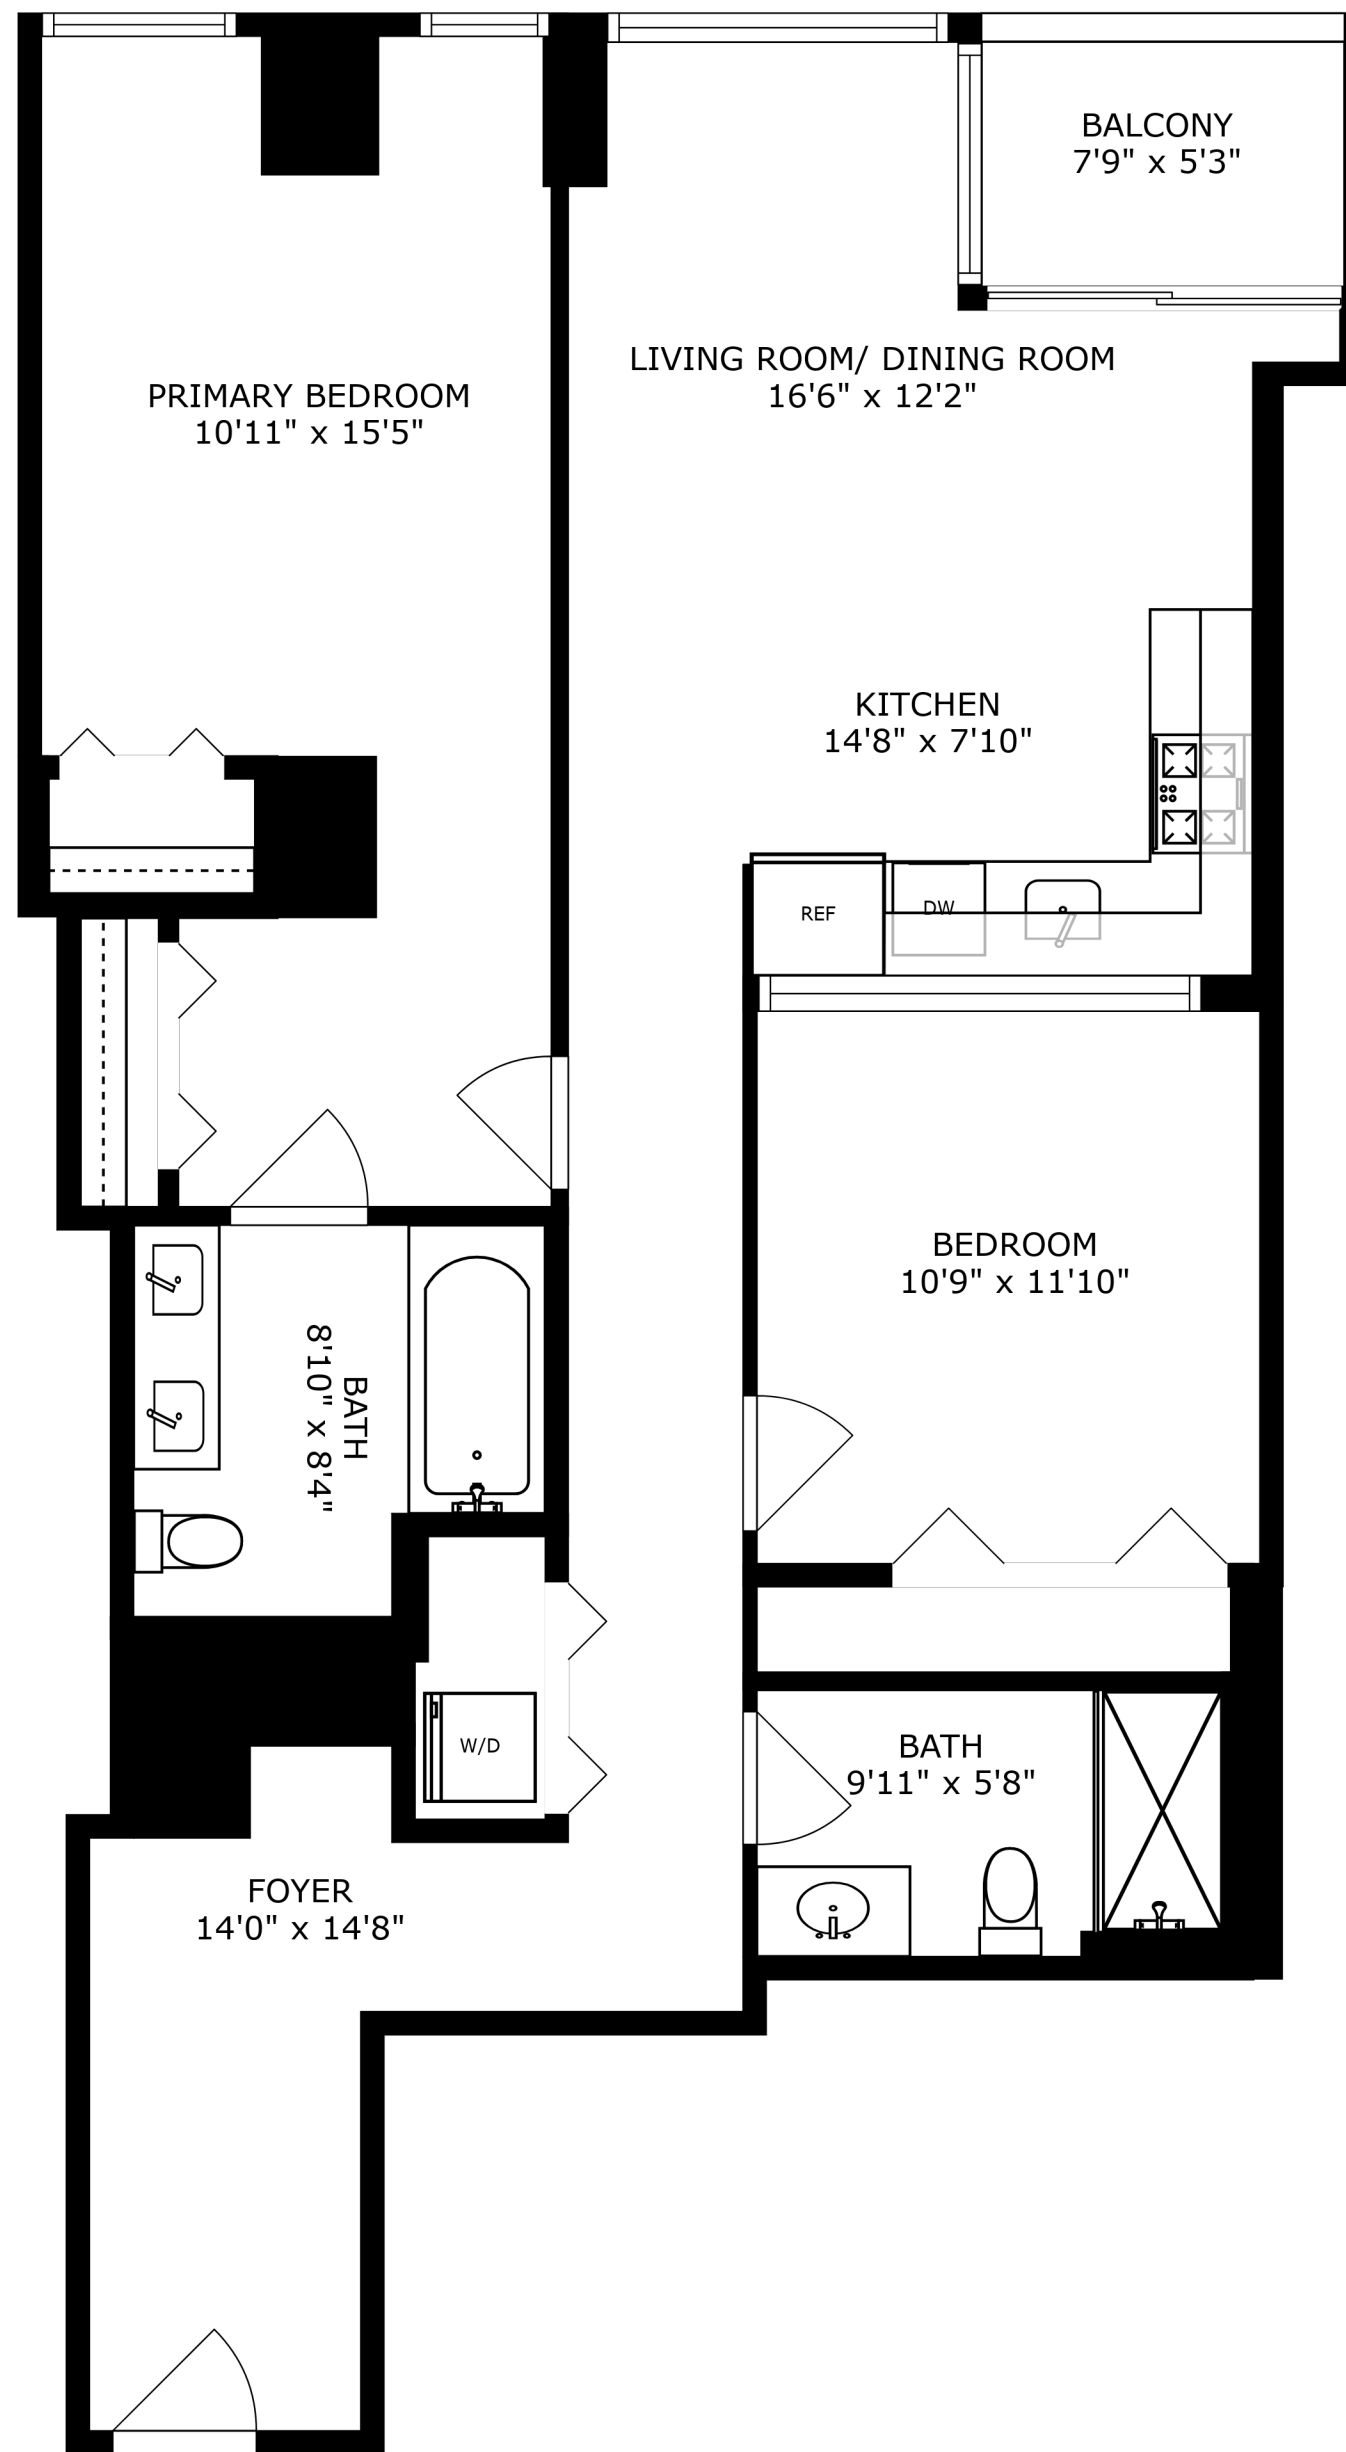 BALCONY
7'9" x 5'3"
LIVING ROOM/ DINING ROOM
16'6" x 12'2"
PRIMARY BEDROOM
10'11" x 15'5"
KITCHEN
14'8" x 7'10"
REF
DW
BEDROOM
10'9" x 11'10"
BATH
8'10" x 8'4"
W/D
BATH
9'11" x 5'8"
FOYER
14'0" x 14'8"